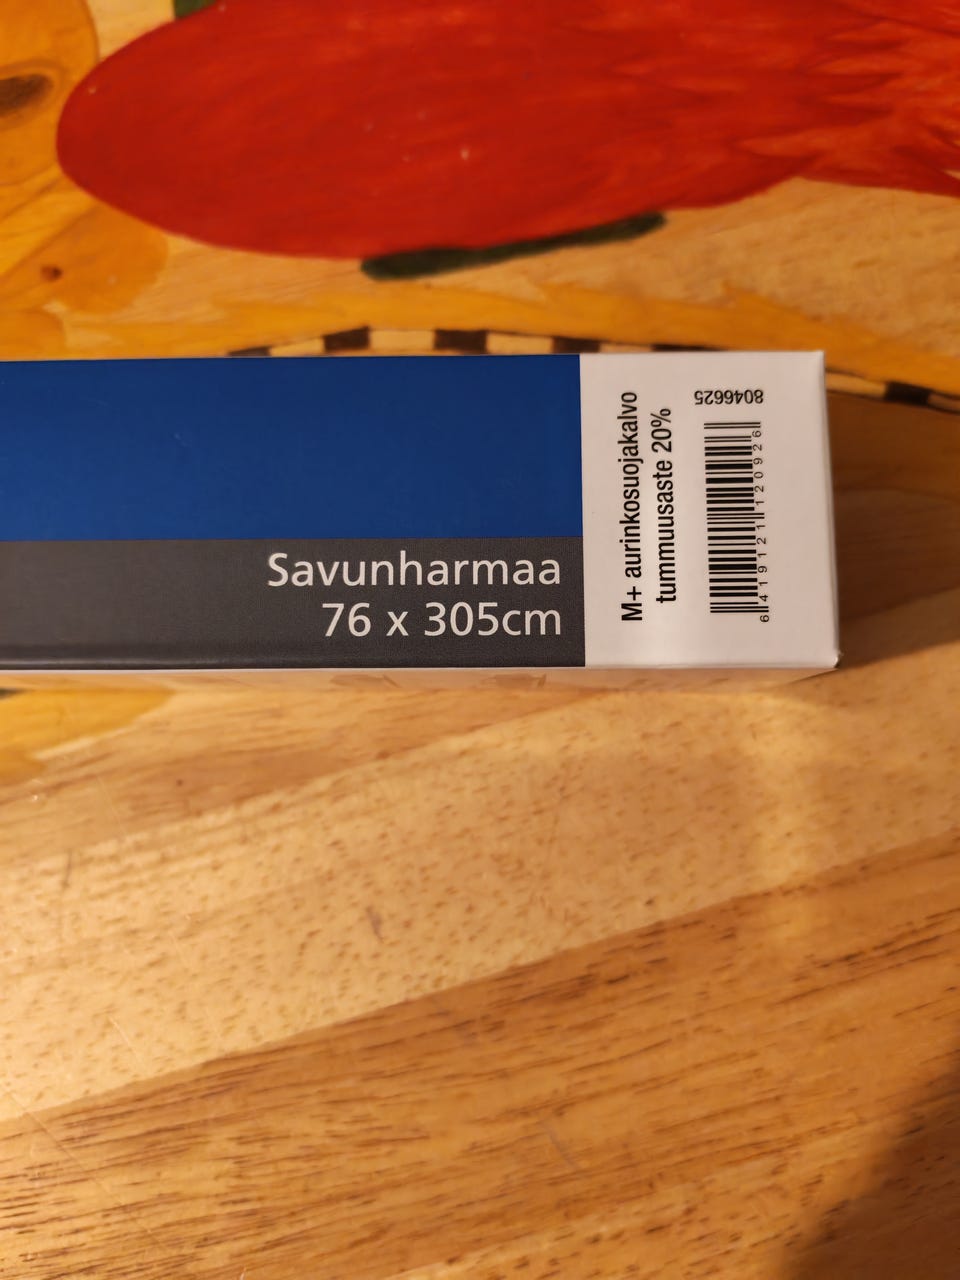 Savunharmaa
76 x 305cm
M+ aurinkosuojakalvo
tummuusaste 20%
8046625
6 419121 120926